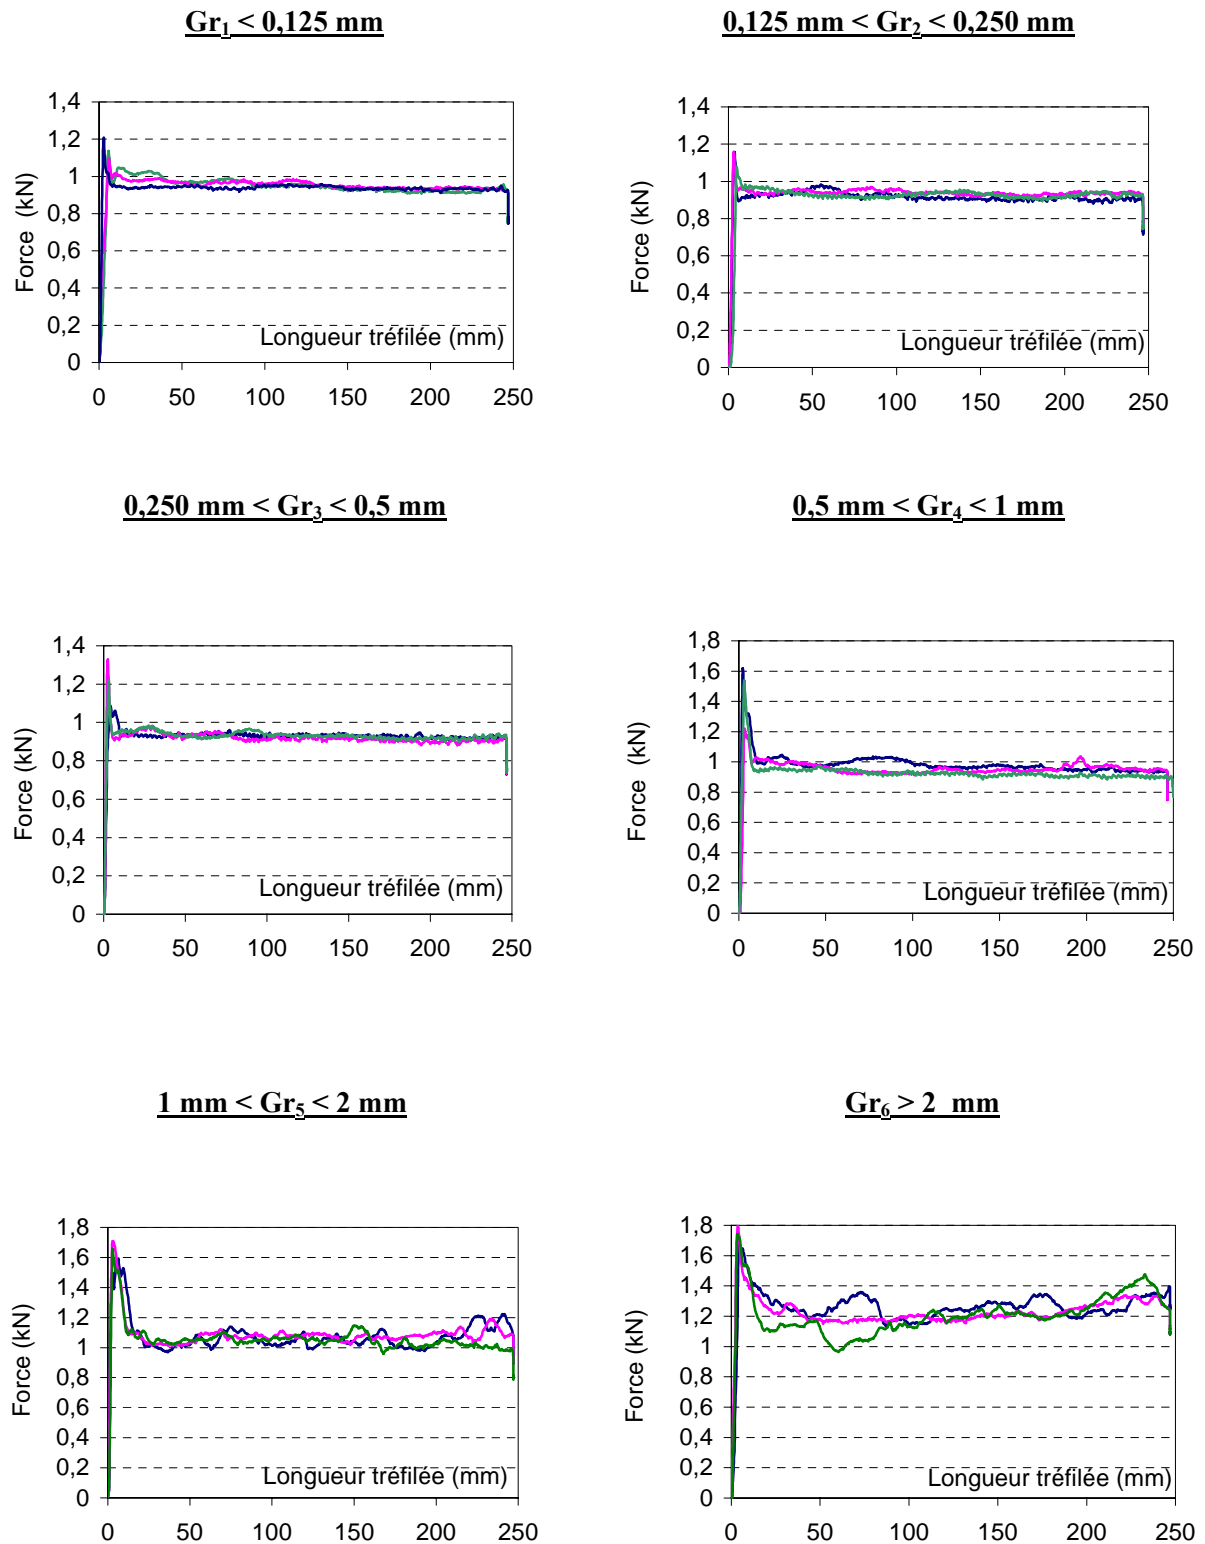 Gr1 < 0,125 mm
0,125 mm < Gr2 < 0,250 mm
1,4
1,2
1
0,8
0,6
0,4
0,2
0
Force (kN)
Longueur tréfilée (mm)
0 50 100 150 200 250
1,4
1,2
1
0,8
0,6
0,4
0,2
0
Force (kN)
Longueur tréfilée (mm)
0 50 100 150 200 250
0,250 mm < Gr3 < 0,5 mm
0,5 mm < Gr4 < 1 mm
1,4
1,2
1
0,8
0,6
0,4
0,2
0
Force (kN)
Longueur tréfilée (mm)
0 50 100 150 200 250
1,8
1,6
1,4
1,2
1
0,8
0,6
0,4
0,2
0
Force (kN)
Longueur tréfilée (mm)
0 50 100 150 200 250
1 mm < Gr5 < 2 mm
Gr6 > 2 mm
1,8
1,6
1,4
1,2
1
0,8
0,6
0,4
0,2
0
Force (kN)
Longueur tréfilée (mm)
0 50 100 150 200 250
1,8
1,6
1,4
1,2
1
0,8
0,6
0,4
0,2
0
Force (kN)
Longueur tréfilée (mm)
0 50 100 150 200 250